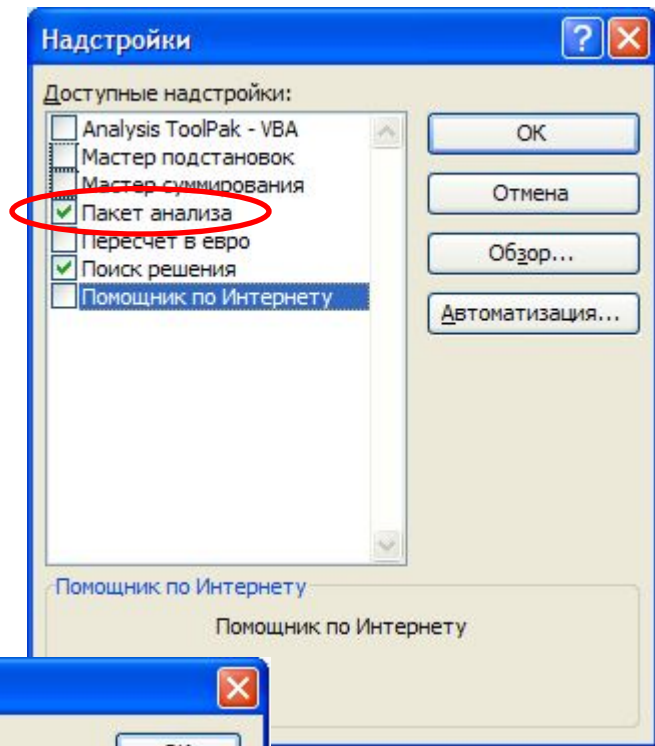 Надстройки
Доступные надстройки:
Analysis ToolPak - VBA
Мастер подстановок
Мастер суммирования
Пакет анализа
Пересчет в евро
Поиск решения
Помощник по Интернету
ОК
Отмена
Обзор...
Автоматизация...
Помощник по Интернету
Помощник по Интернету